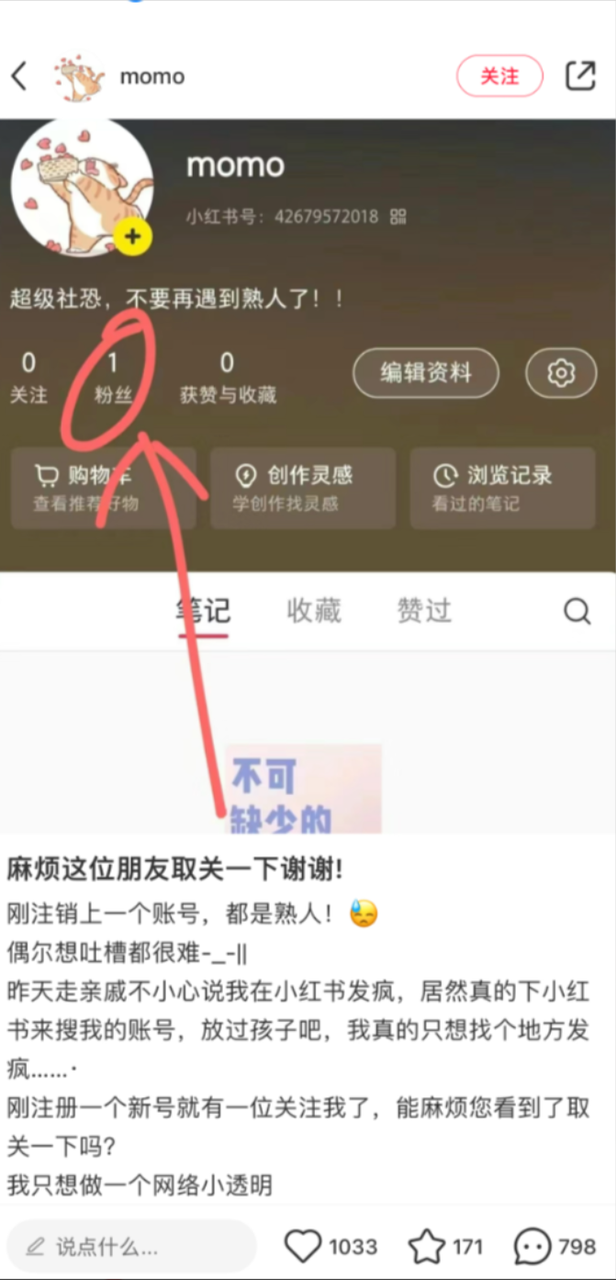 momo
关注
momo
小红书号：42679572018
超级社恐，不要再遇到熟人了！！
0 1 0
关注 粉丝 获赞与收藏 编辑资料
购物车 创作灵感 浏览记录
查看推荐好物 学创作找灵感 看过的笔记
笔记 收藏 赞过
不可
缺少的
麻烦这位朋友取关一下谢谢!
刚注销上一个账号，都是熟人！😓
偶尔想吐槽都很难-_-||
昨天走亲戚不小心说我在小红书发疯，居然真的下小红
书来搜我的账号，放过孩子吧，我真的只想找个地方发
疯……·
刚注册一个新号就有一位关注我了，能麻烦您看到了取
关一下吗？
我只想做一个网络小透明
说点什么... 1033 171 798